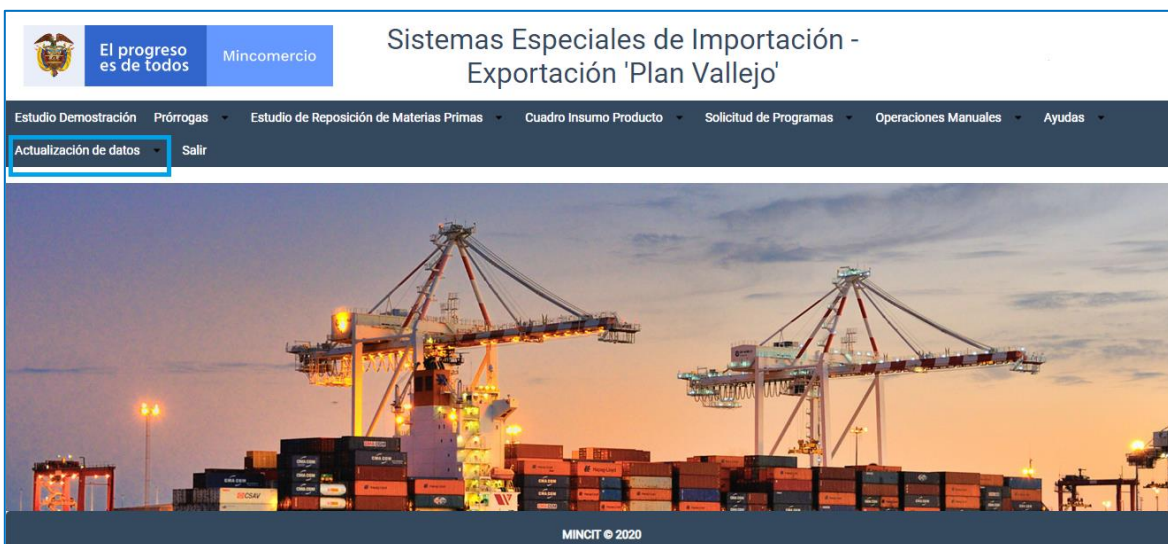 El progreso
es de todos
Mincomercio
Sistemas Especiales de Importación -
Exportación 'Plan Vallejo'
Estudio Demostración Prórrogas Estudio de Reposición de Materias Primas Cuadro Insumo Producto Solicitud de Programas Operaciones Manuales Ayudas
Actualización de datos Salir
MINCIT © 2020